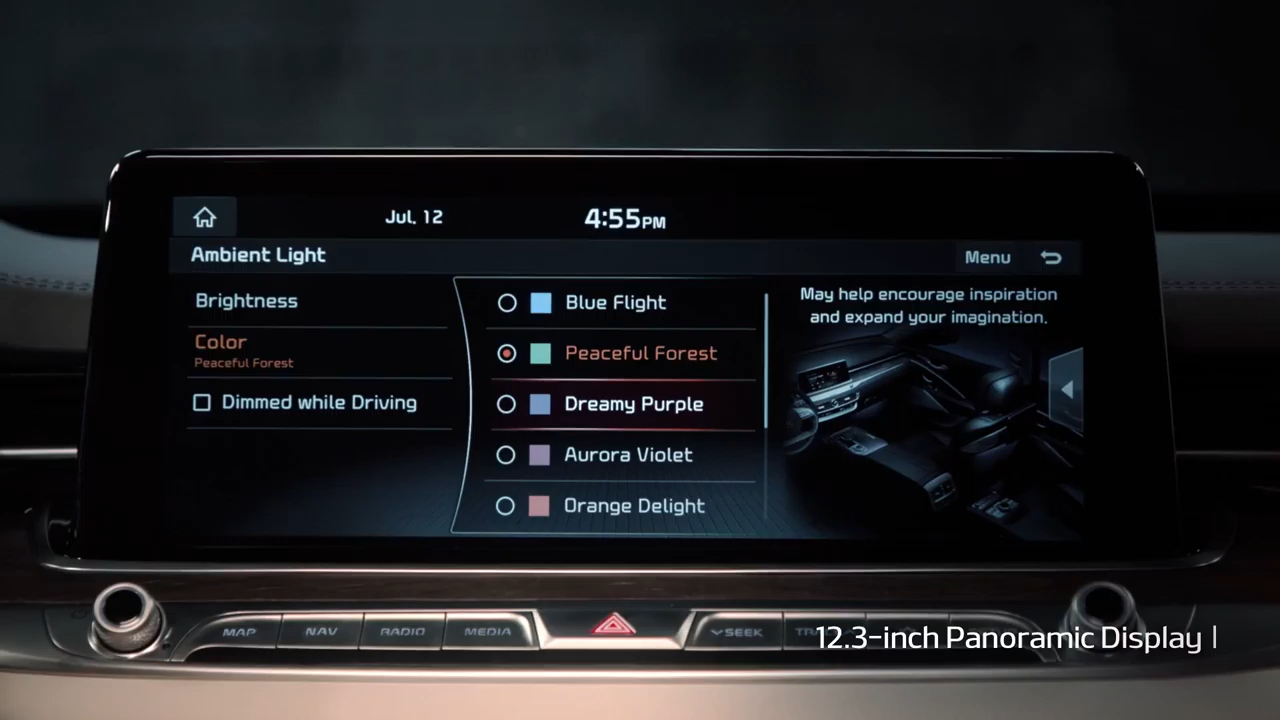 Jul. 12
4:55PM
Ambient Light
Menu
Brightness
Color
Peaceful Forest
Dimmed while Driving
Blue Flight
Peaceful Forest
Dreamy Purple
Aurora Violet
Orange Delight
May help encourage inspiration
and expand your imagination.
MAP
NAV
RADIO
MEDIA
SEEK
12.3-inch Panoramic Display